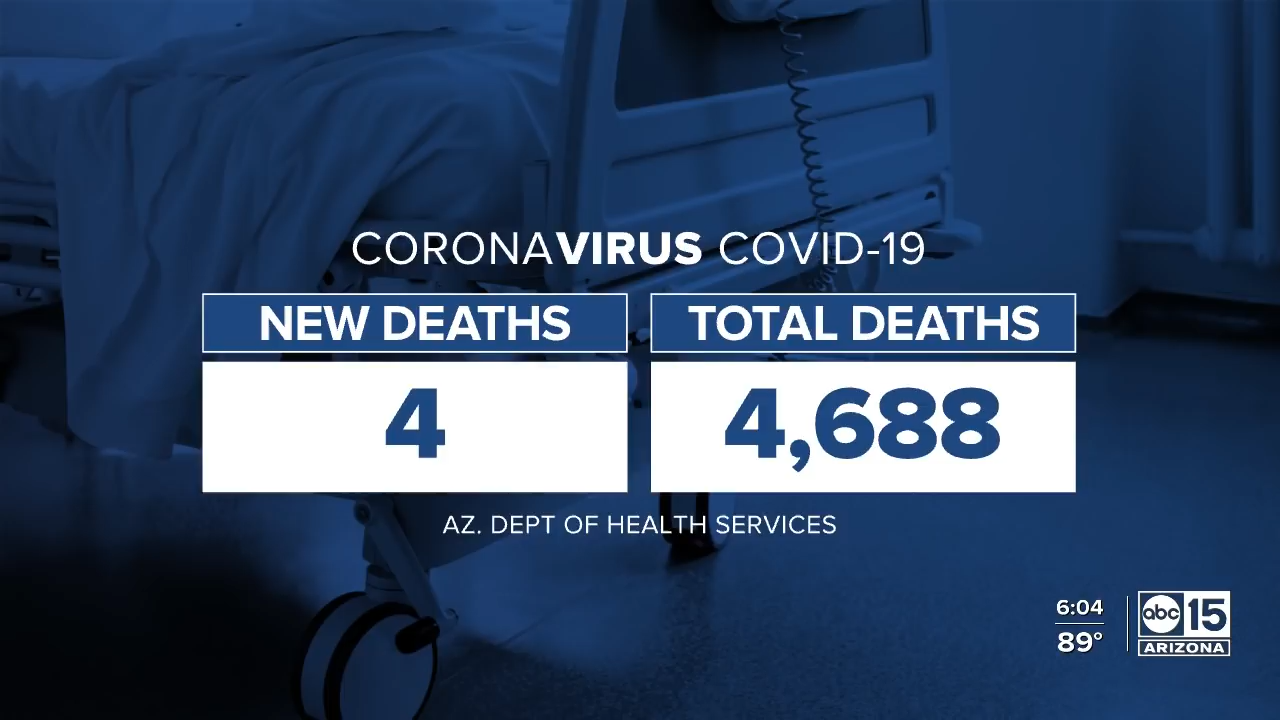 CORONAVIRUS COVID-19
NEW DEATHS
TOTAL DEATHS
4
4,688
AZ. DEPT OF HEALTH SERVICES
6:04
89°
abc 15
ARIZONA